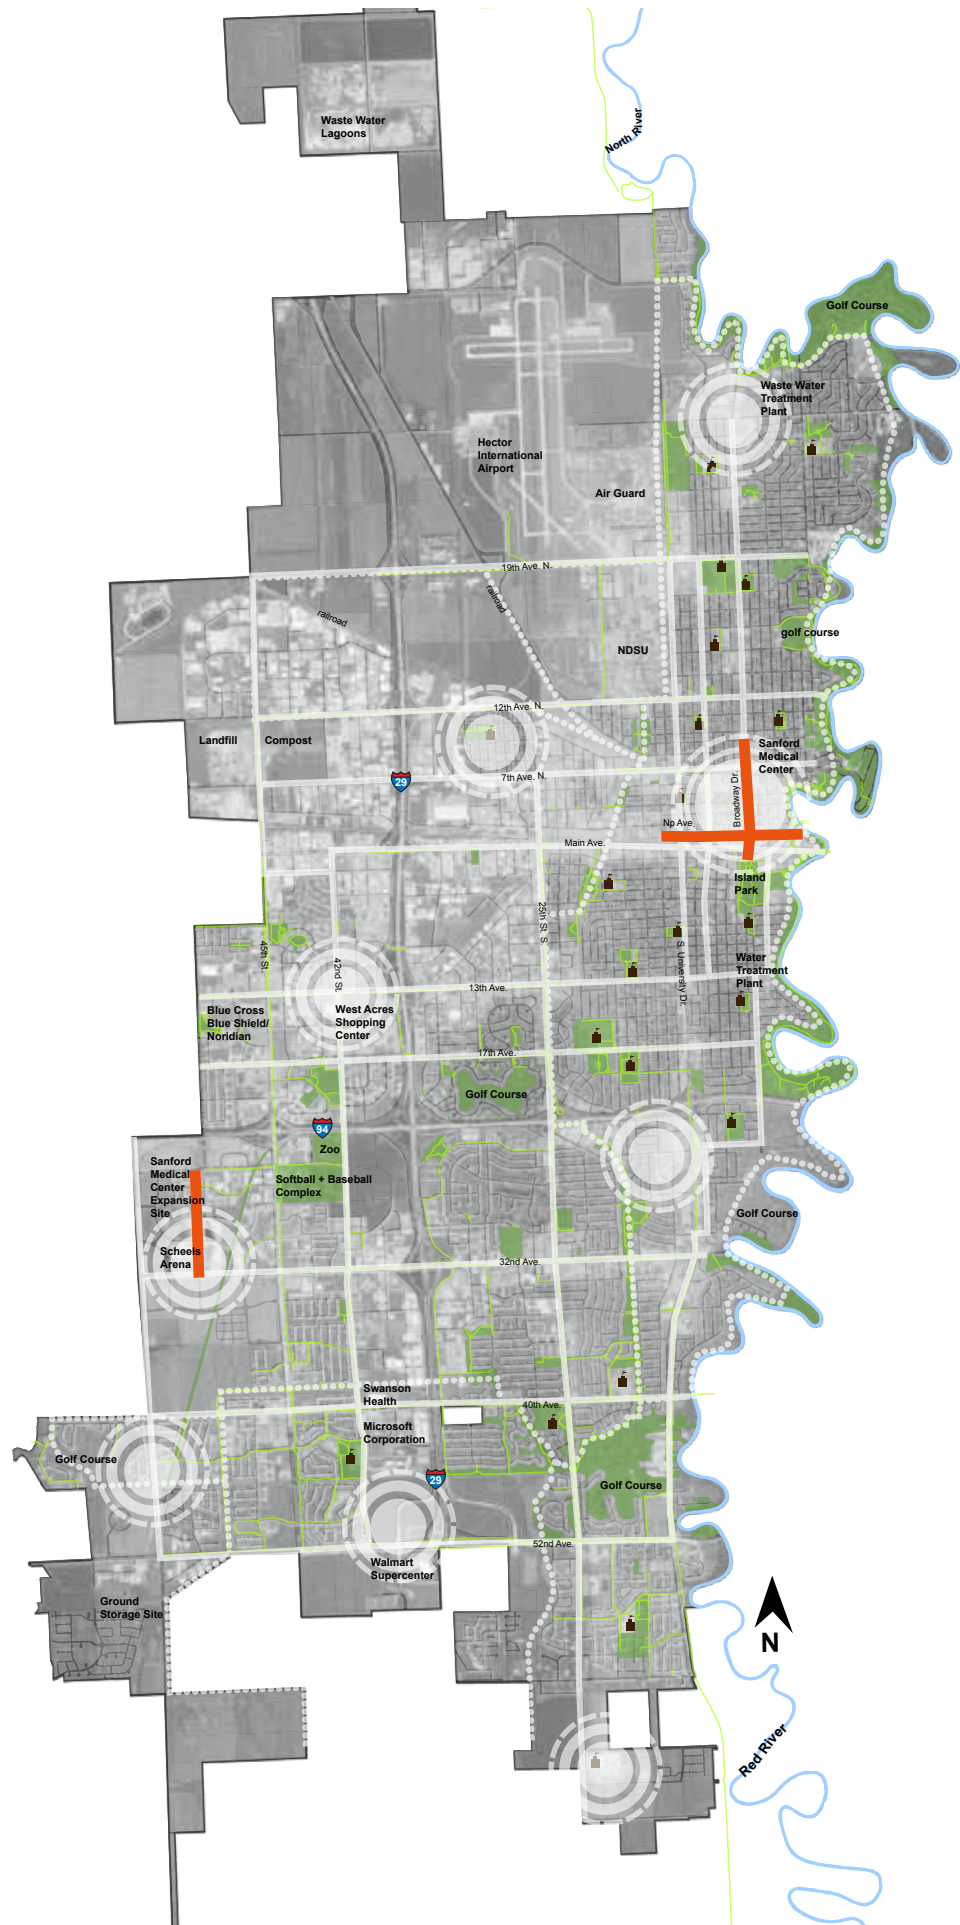 Waste Water
Lagoons
North River
Golf Course
Waste Water
Treatment
Plant
Hector
International
Airport
Air Guard
19th Ave. N.
railroad
railroad
golf course
NDSU
12th Ave. N.
Landfill
Compost
Sanford
Medical
Center
29
7th Ave. N.
Broadway Dr.
Np Ave.
Main Ave.
Island
Park
25th St. S.
45th St.
42nd St.
S. University Dr.
Water
Treatment
Plant
13th Ave.
Blue Cross
Blue Shield/
Noridian
West Acres
Shopping
Center
17th Ave.
Golf Course
94
Zoo
Sanford
Medical
Center
Expansion
Site
Softball + Baseball
Complex
Golf Course
Scheels
Arena
32nd Ave.
Swanson
Health
40th Ave.
Microsoft
Corporation
Golf Course
29
Golf Course
52nd Ave.
Walmart
Supercenter
Ground
Storage Site
N
Red River